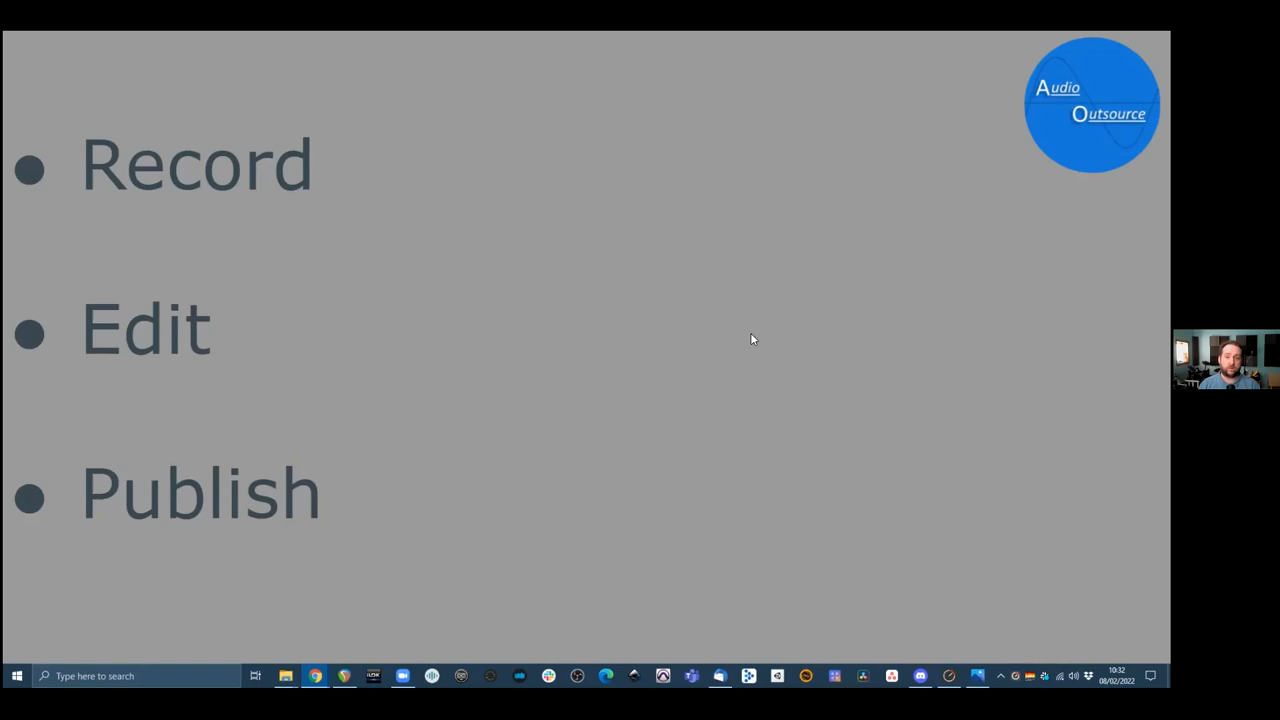 Audio
Outsource
● Record
● Edit
● Publish
Type here to search
10:32
08/02/2022